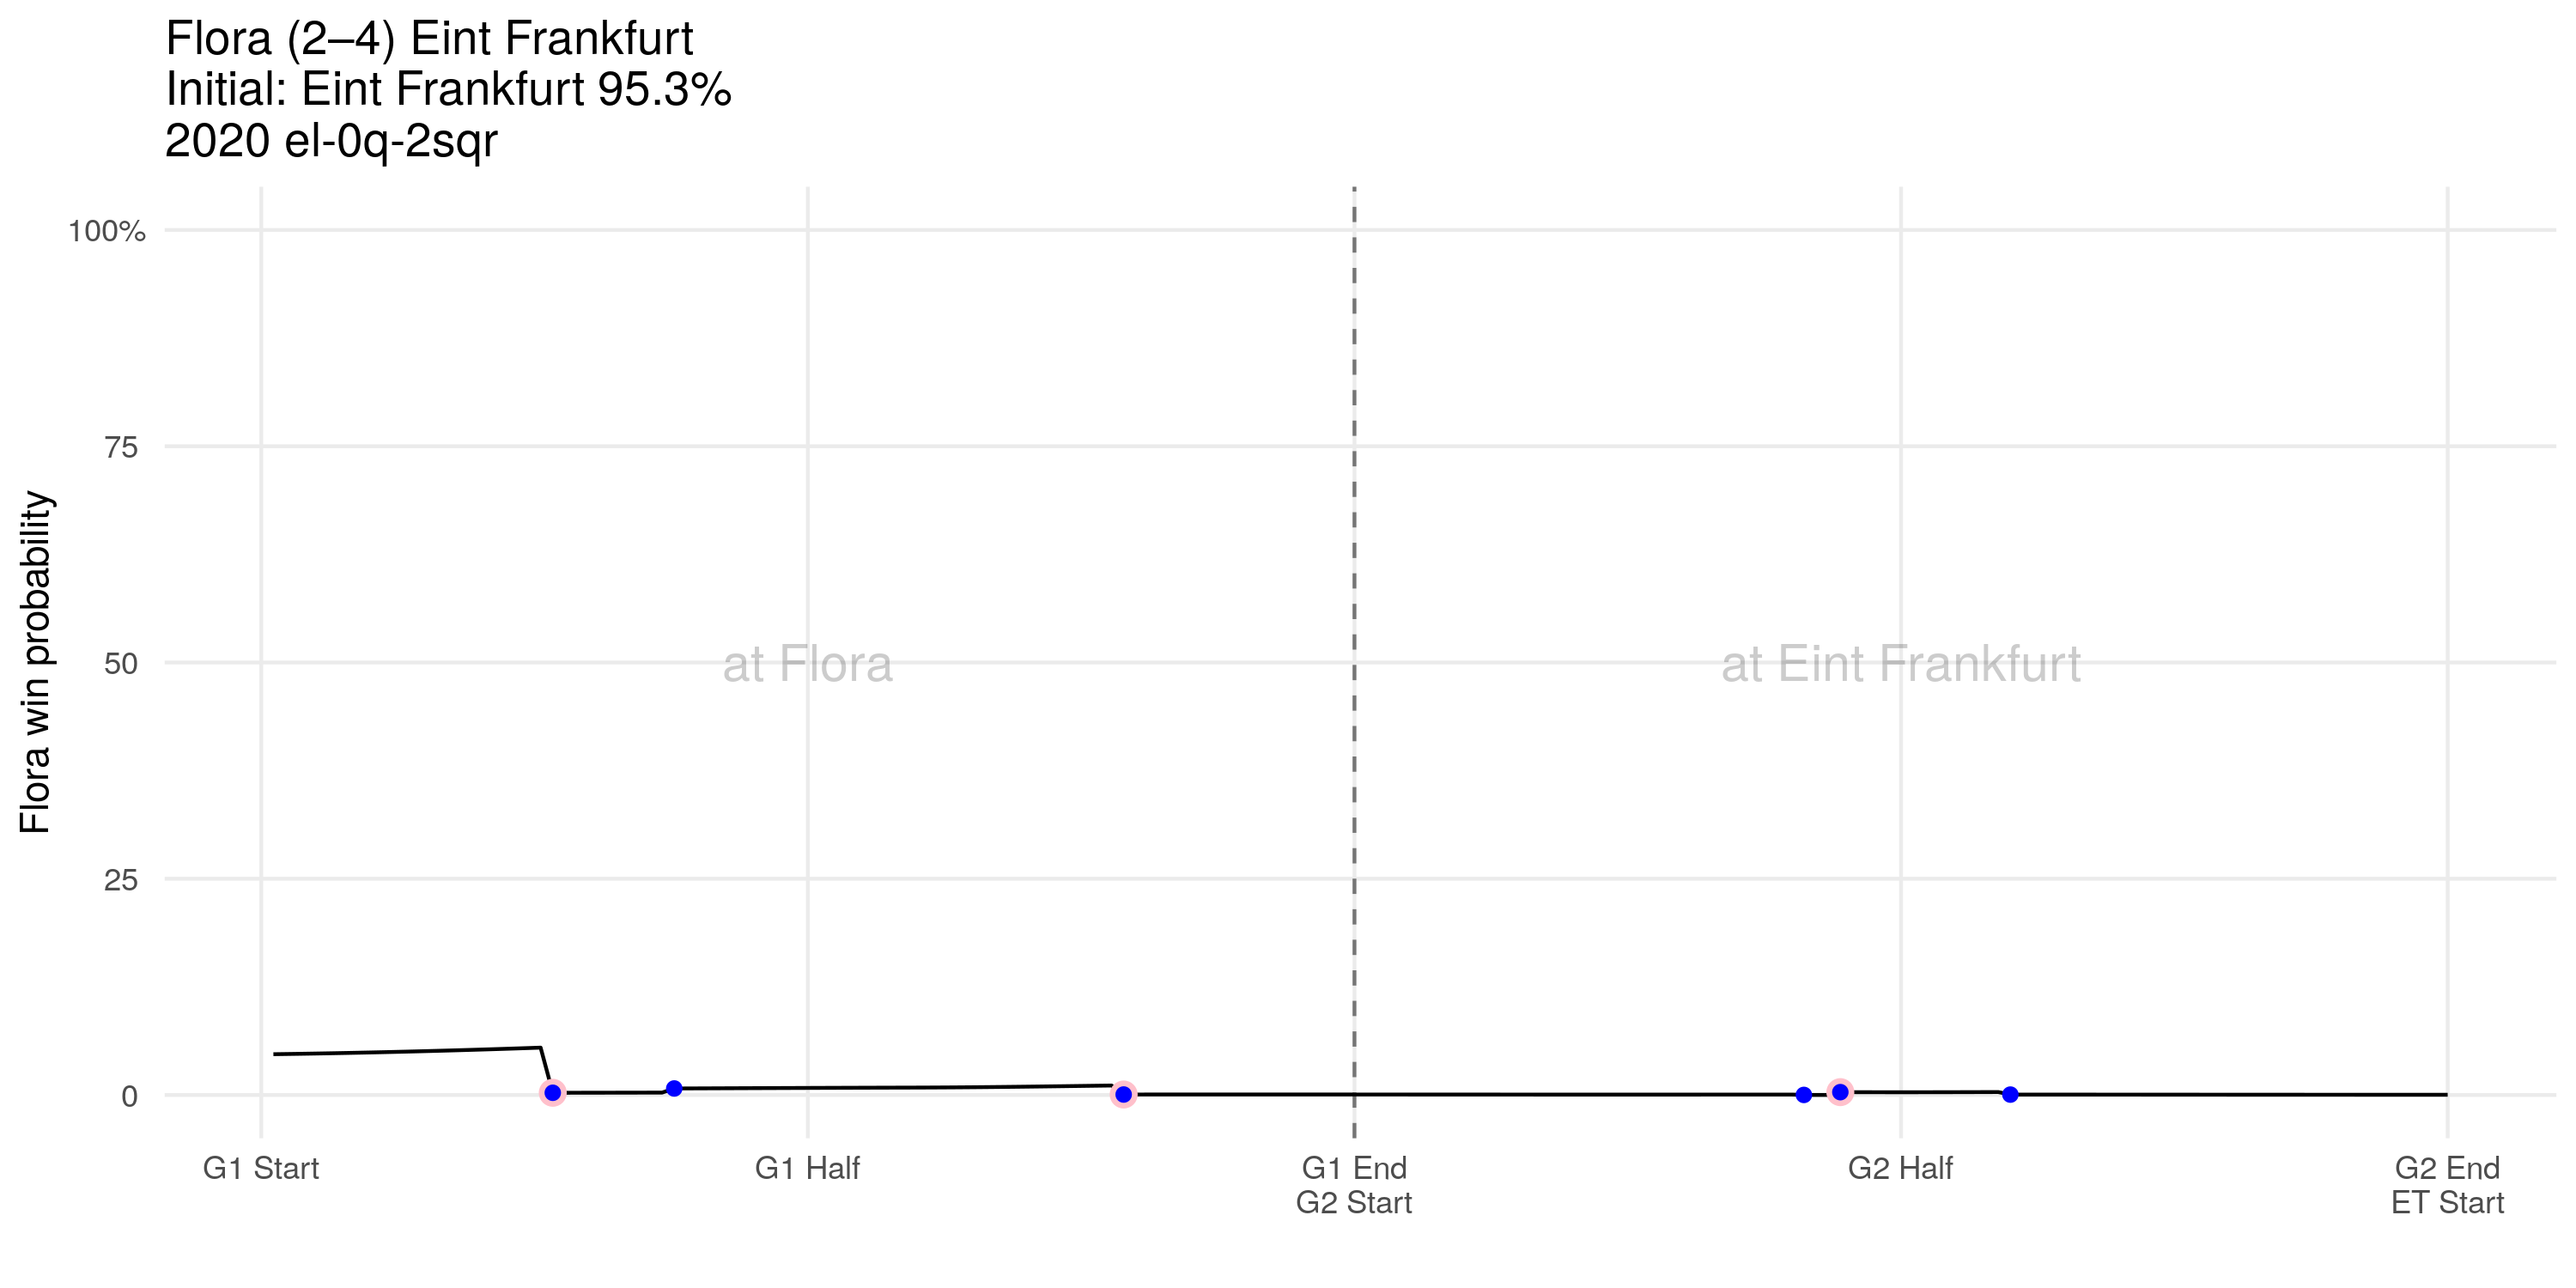 Flora (2–4) Eint Frankfurt
Initial: Eint Frankfurt 95.3%
2020 el-0q-2sqr
Flora win probability
100%
75
50
25
0
at Flora
at Eint Frankfurt
G1 Start
G1 Half
G1 End
G2 Start
G2 Half
G2 End
ET Start